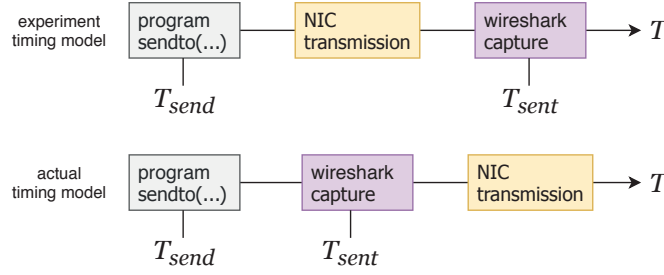 experiment
timing model
program
sendto(...)
NIC
transmission
wireshark
capture
T
T_send
T_sent
actual
timing model
program
sendto(...)
wireshark
capture
NIC
transmission
T
T_send
T_sent